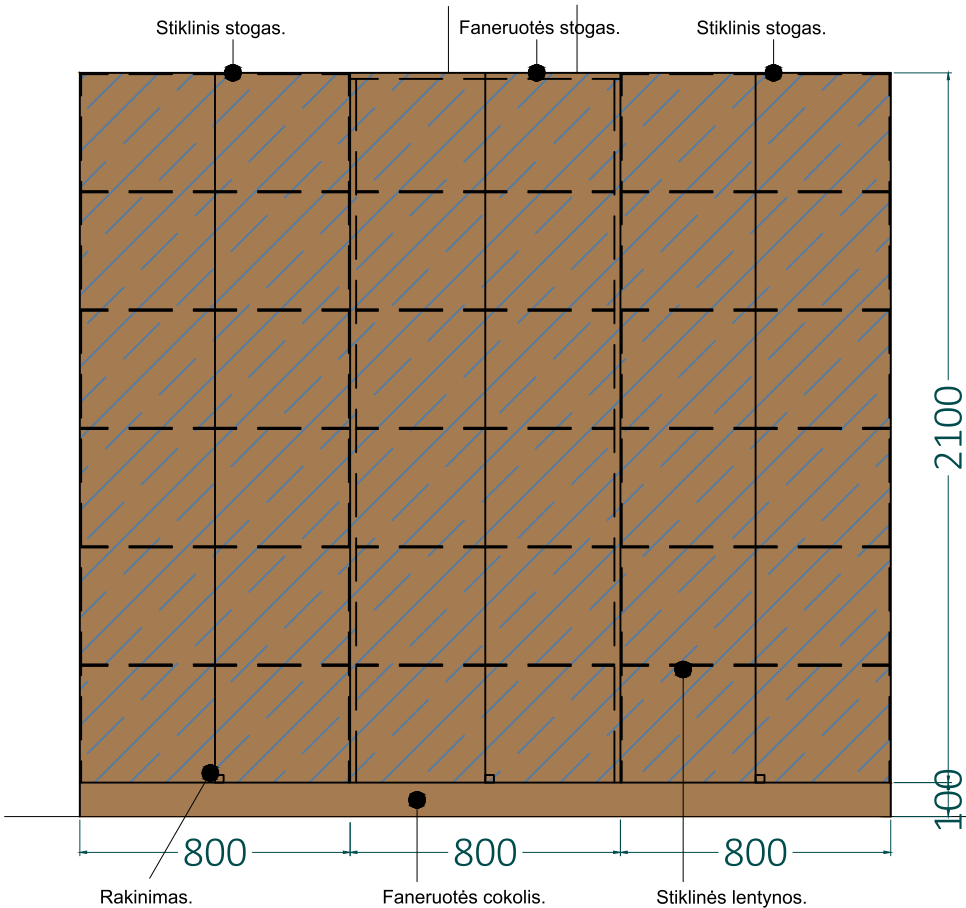 Stiklinis stogas.
Faneruotės stogas.
Stiklinis stogas.
2100
100
800
800
800
Rakinimas.
Faneruotės cokolis.
Stiklinės lentynos.